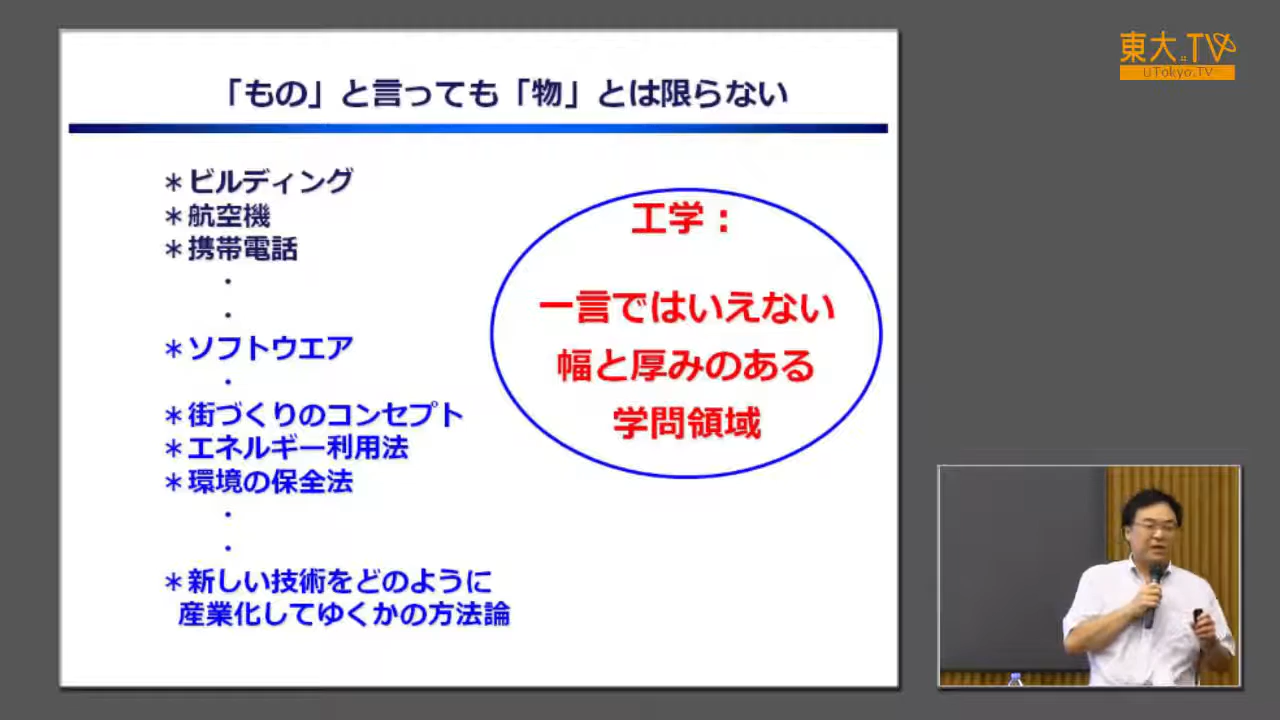 「もの」と言っても「物」とは限らない
＊ビルディング
＊航空機
＊携帯電話
・
・
＊ソフトウエア
・
＊街づくりのコンセプト
＊エネルギー利用法
＊環境の保全法
・
・
＊新しい技術をどのように
産業化してゆくかの方法論
工学：
一言ではいえない
幅と厚みのある
学問領域
東大.TV
UTokyo.TV